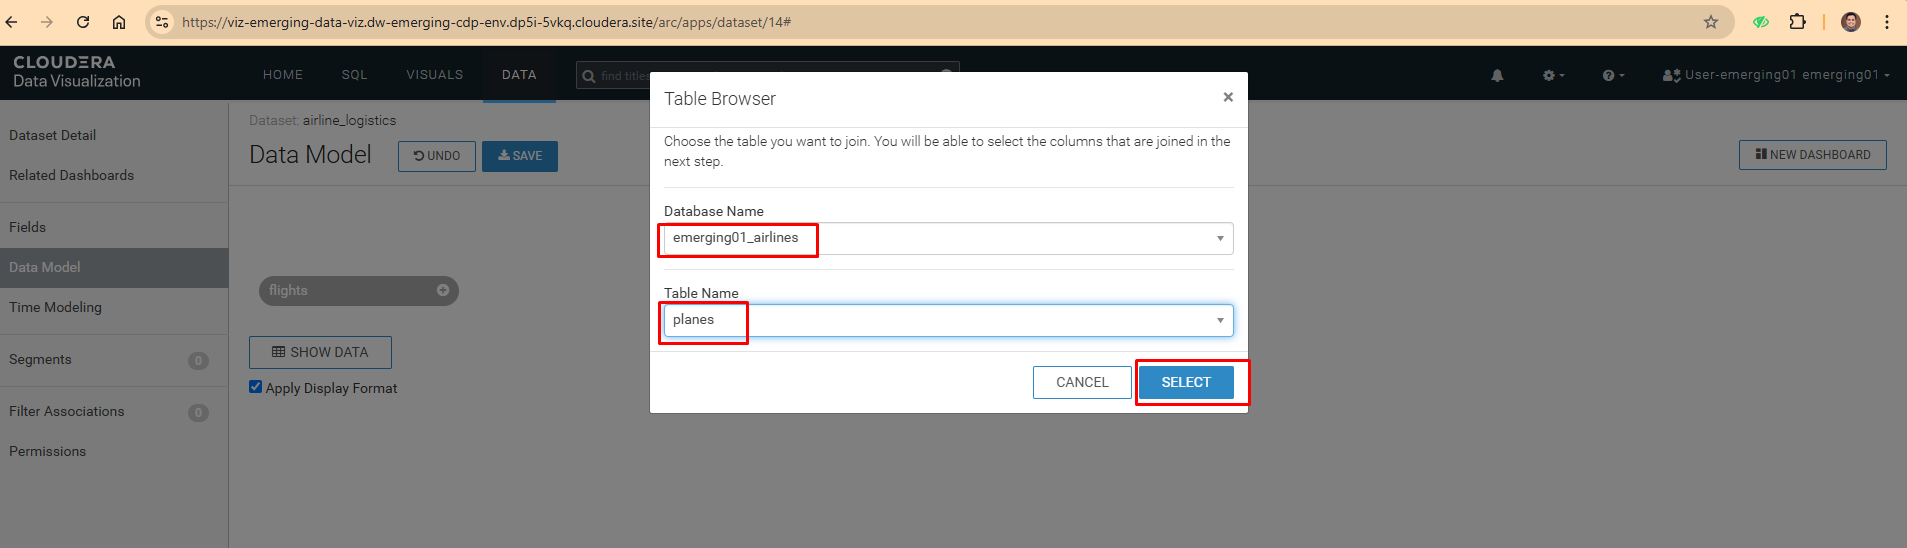 https://viz-emerging-data-viz.dw-emerging-cdp-env.dp5i-5vkq.cloudera.site/arc/apps/dataset/14#
CLOUDERA
Data Visualization
HOME
SQL
VISUALS
DATA
find titles
User-emerging01 emerging01
Dataset Detail
Related Dashboards
Fields
Data Model
Time Modeling
Segments
0
Filter Associations
0
Permissions
Dataset: airline_logistics
Data Model
UNDO
SAVE
NEW DASHBOARD
flights
SHOW DATA
Apply Display Format
Table Browser
×
Choose the table you want to join. You will be able to select the columns that are joined in the
next step.
Database Name
emerging01_airlines
Table Name
planes
CANCEL
SELECT